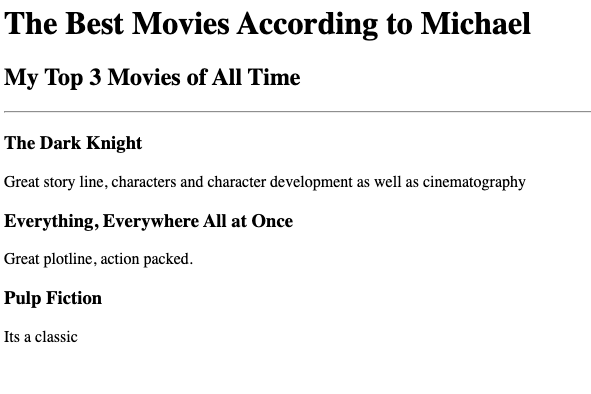 The Best Movies According to Michael
My Top 3 Movies of All Time
The Dark Knight
Great story line, characters and character development as well as cinematography
Everything, Everywhere All at Once
Great plotline, action packed.
Pulp Fiction
Its a classic